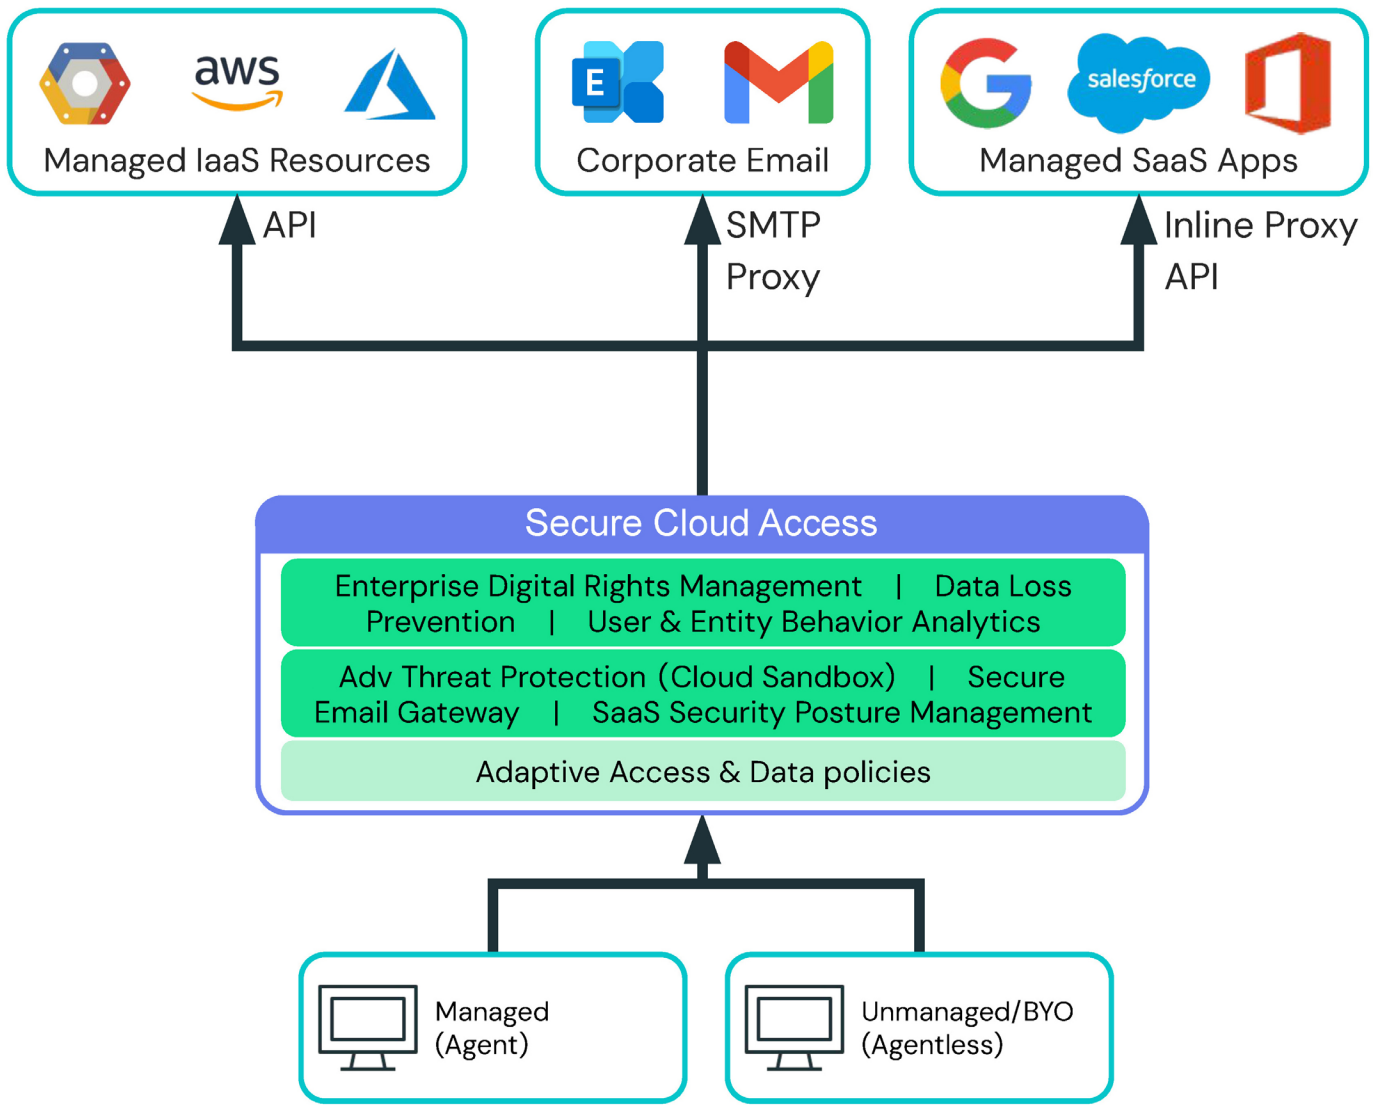 aws
E
salesforce
Managed IaaS Resources
Corporate Email
Managed SaaS Apps
API
SMTP
Proxy
Inline Proxy
API
Secure Cloud Access
Enterprise Digital Rights Management | Data Loss
Prevention | User & Entity Behavior Analytics
Adv Threat Protection (Cloud Sandbox) | Secure
Email Gateway | SaaS Security Posture Management
Adaptive Access & Data policies
Managed
(Agent)
Unmanaged/BYO
(Agentless)